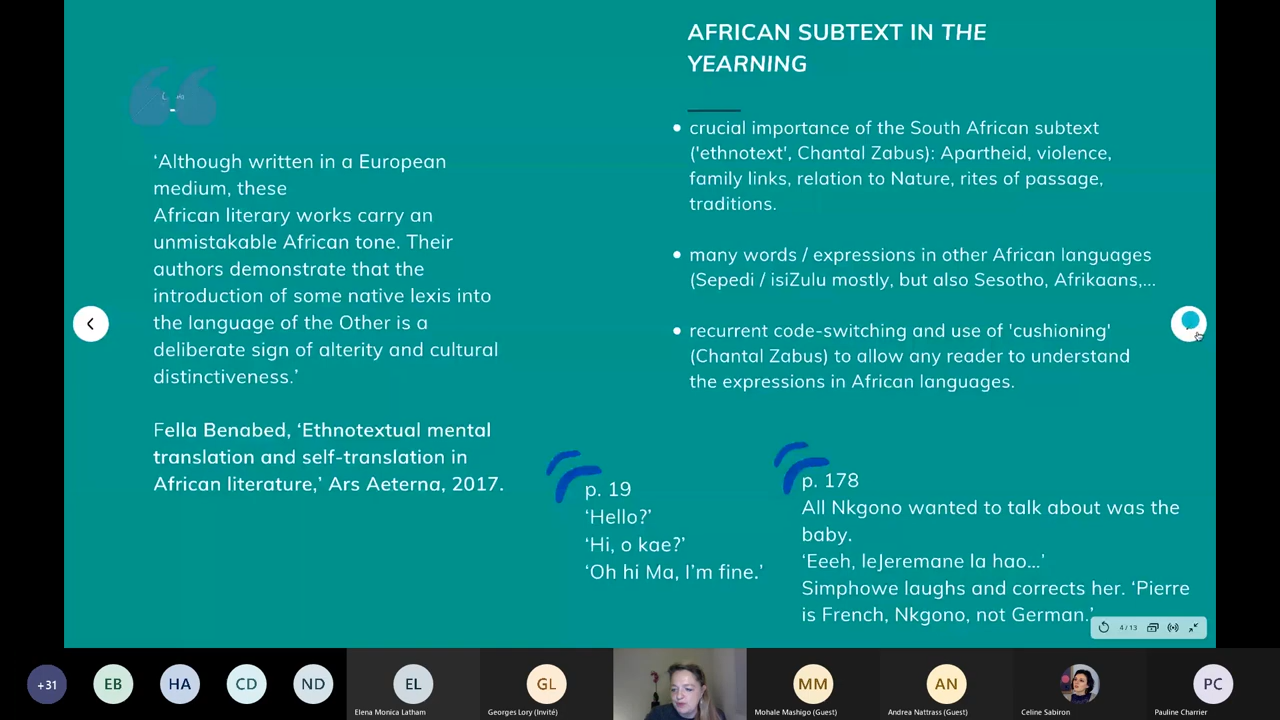 ‘Although written in a European
medium, these
African literary works carry an
unmistakable African tone. Their
authors demonstrate that the
introduction of some native lexis into
the language of the Other is a
deliberate sign of alterity and cultural
distinctiveness.’
Fella Benabed, ‘Ethnotextual mental
translation and self-translation in
African literature,’ Ars Aeterna, 2017.
AFRICAN SUBTEXT IN THE
YEARNING
• crucial importance of the South African subtext
('ethnotext', Chantal Zabus): Apartheid, violence,
family links, relation to Nature, rites of passage,
traditions.
• many words / expressions in other African languages
(Sepedi / isiZulu mostly, but also Sesotho, Afrikaans,...
• recurrent code-switching and use of 'cushioning'
(Chantal Zabus) to allow any reader to understand
the expressions in African languages.
p. 19
‘Hello?’
‘Hi, o kae?’
‘Oh hi Ma, I’m fine.’
p. 178
All Nkgono wanted to talk about was the
baby.
‘Eeeh, leJeremane la hao...’
Simphowe laughs and corrects her. ‘Pierre
is French, Nkgono, not German.’
4 / 13
+31
EB
HA
CD
ND
EL
Elena Monica Latham
GL
Georges Lory (Invité)
MM
Mohale Mashigo (Guest)
AN
Andrea Nattrass (Guest)
Celine Sabiron
PC
Pauline Charrier